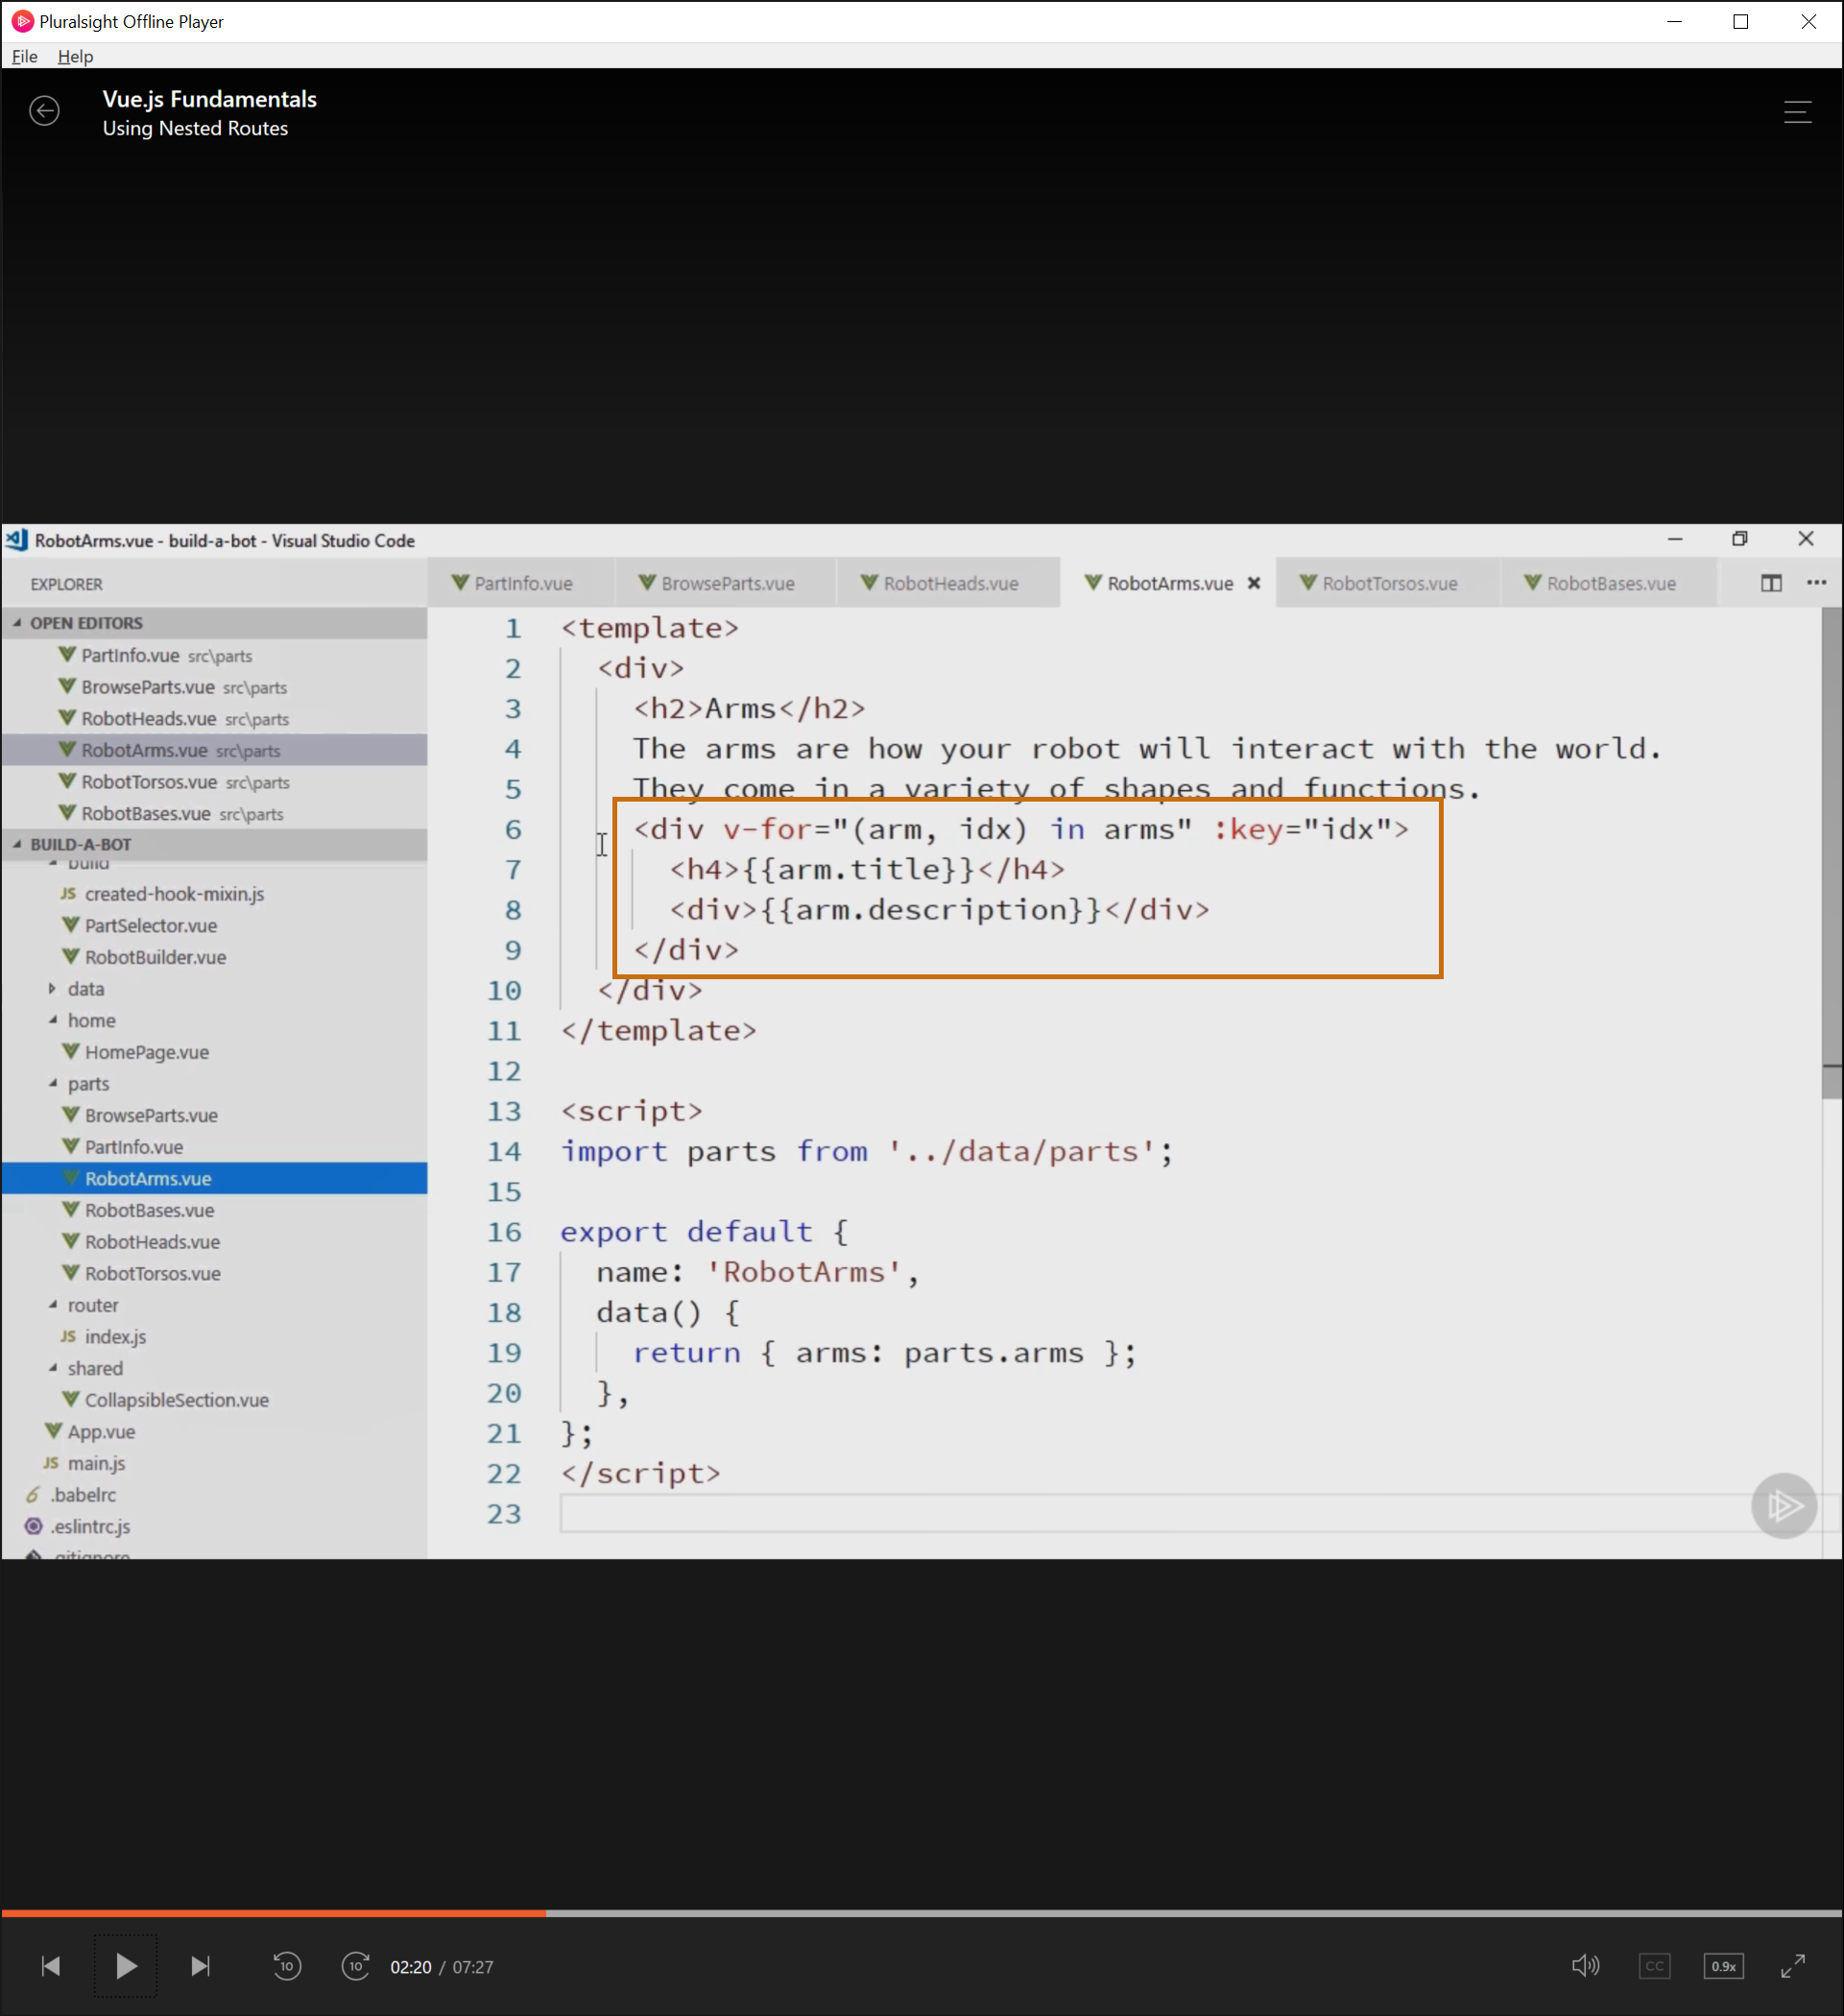 Pluralsight Offline Player
File Help
Vue.js Fundamentals
Using Nested Routes
RobotArms.vue - build-a-bot - Visual Studio Code
EXPLORER
PartInfo.vue BrowseParts.vue RobotHeads.vue RobotArms.vue RobotTorsos.vue RobotBases.vue
OPEN EDITORS
PartInfo.vue src\parts
BrowseParts.vue src\parts
RobotHeads.vue src\parts
RobotArms.vue src\parts
RobotTorsos.vue src\parts
RobotBases.vue src\parts
BUILD-A-BOT
build
JS created-hook-mixin.js
PartSelector.vue
RobotBuilder.vue
data
home
HomePage.vue
parts
BrowseParts.vue
PartInfo.vue
RobotArms.vue
RobotBases.vue
RobotHeads.vue
RobotTorsos.vue
router
JS index.js
shared
CollapsibleSection.vue
App.vue
JS main.js
.babelrc
.eslintrc.js
.gitignore
1 <template>
2 <div>
3 <h2>Arms</h2>
4 The arms are how your robot will interact with the world.
5 They come in a variety of shapes and functions.
6 <div v-for="(arm, idx) in arms" :key="idx">
7 <h4>{{arm.title}}</h4>
8 <div>{{arm.description}}</div>
9 </div>
10 </div>
11 </template>
12
13 <script>
14 import parts from '../data/parts';
15
16 export default {
17 name: 'RobotArms',
18 data() {
19 return { arms: parts.arms };
20 },
21 };
22 </script>
23
10 10 02:20 / 07:27 CC 0.9x